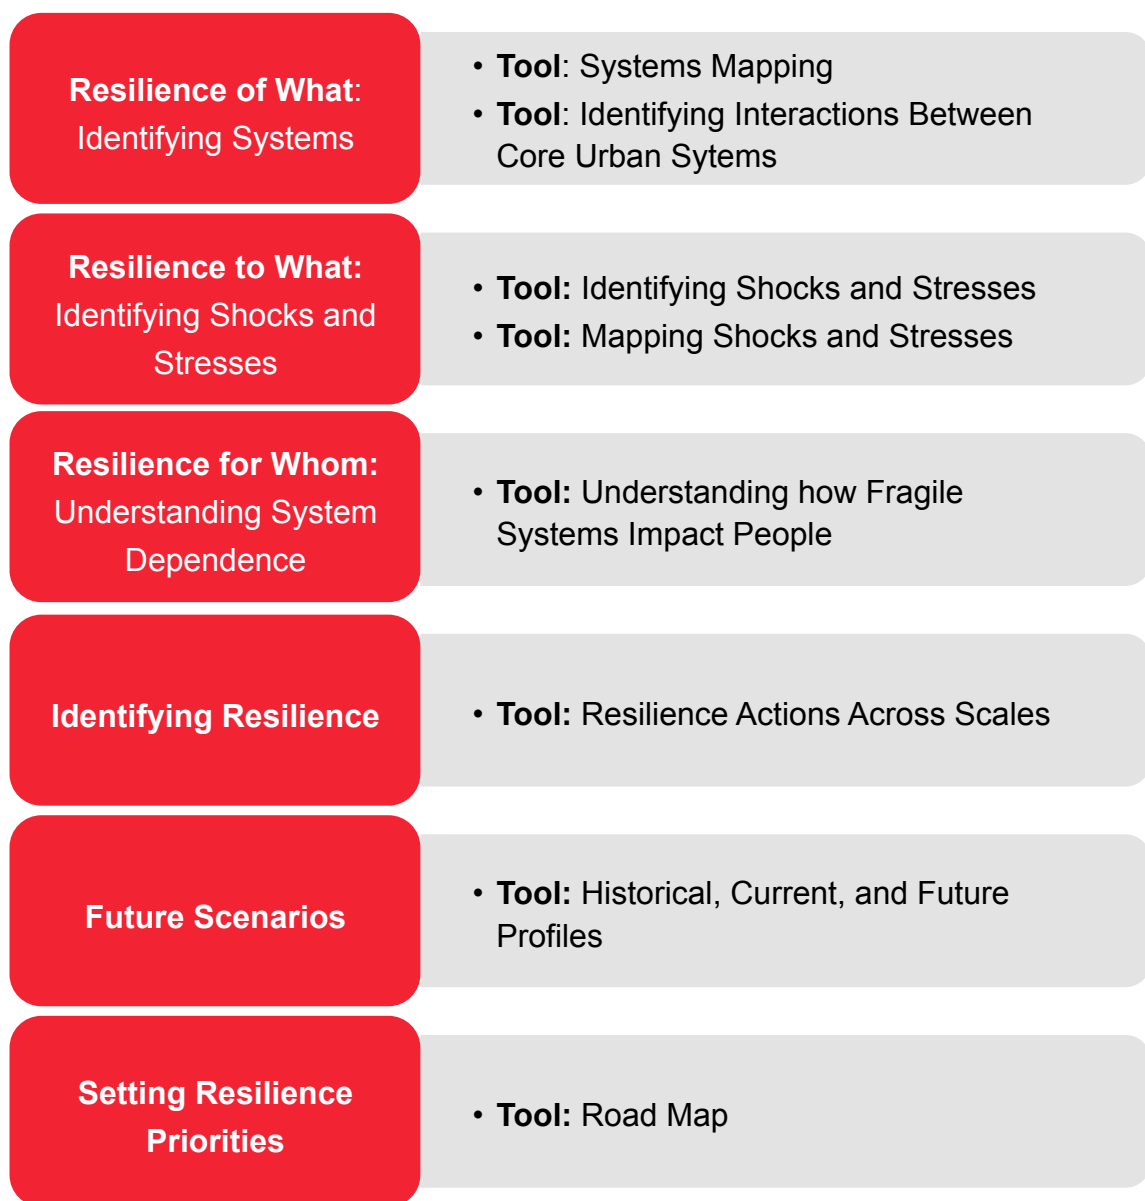 Resilience of What:
Identifying Systems
• Tool: Systems Mapping
• Tool: Identifying Interactions Between
Core Urban Sytems
Resilience to What:
Identifying Shocks and
Stresses
• Tool: Identifying Shocks and Stresses
• Tool: Mapping Shocks and Stresses
Resilience for Whom:
Understanding System
Dependence
• Tool: Understanding how Fragile
Systems Impact People
Identifying Resilience
• Tool: Resilience Actions Across Scales
Future Scenarios
• Tool: Historical, Current, and Future
Profiles
Setting Resilience
Priorities
• Tool: Road Map